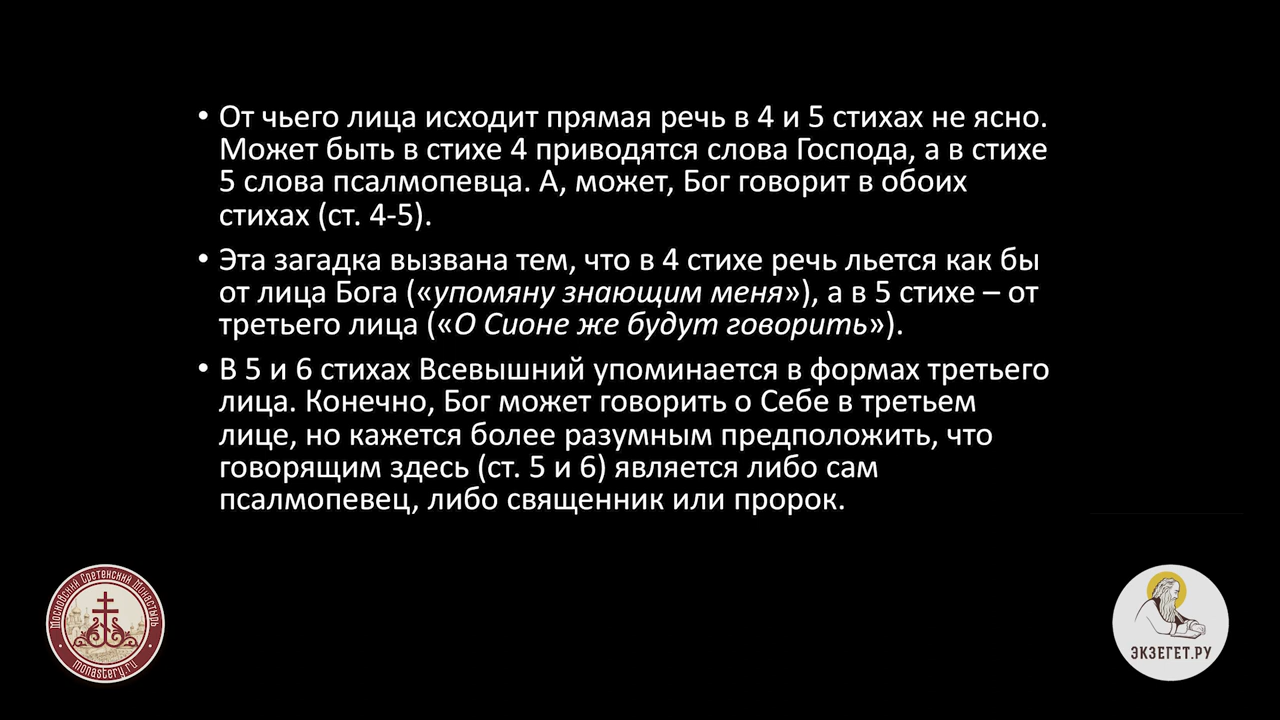 • От чьего лица исходит прямая речь в 4 и 5 стихах не ясно.
Может быть в стихе 4 приводятся слова Господа, а в стихе
5 слова псалмопевца. А, может, Бог говорит в обоих
стихах (ст. 4-5).
• Эта загадка вызвана тем, что в 4 стихе речь льется как бы
от лица Бога («упомяну знающим меня»), а в 5 стихе – от
третьего лица («О Сионе же будут говорить»).
• В 5 и 6 стихах Всевышний упоминается в формах третьего
лица. Конечно, Бог может говорить о Себе в третьем
лице, но кажется более разумным предположить, что
говорящим здесь (ст. 5 и 6) является либо сам
псалмопевец, либо священник или пророк.
Московский Сретенский Монастырь
monastery.ru
ЭКЗЕГЕТ.РУ